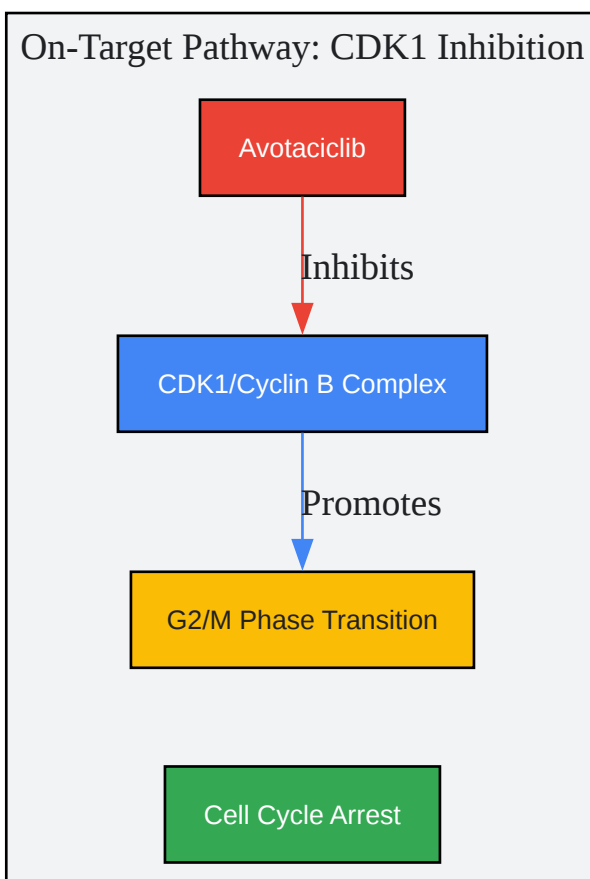 On-Target Pathway: CDK1 Inhibition
Avotaciclib
Inhibits
CDK1/Cyclin B Complex
Promotes
G2/M Phase Transition
Cell Cycle Arrest